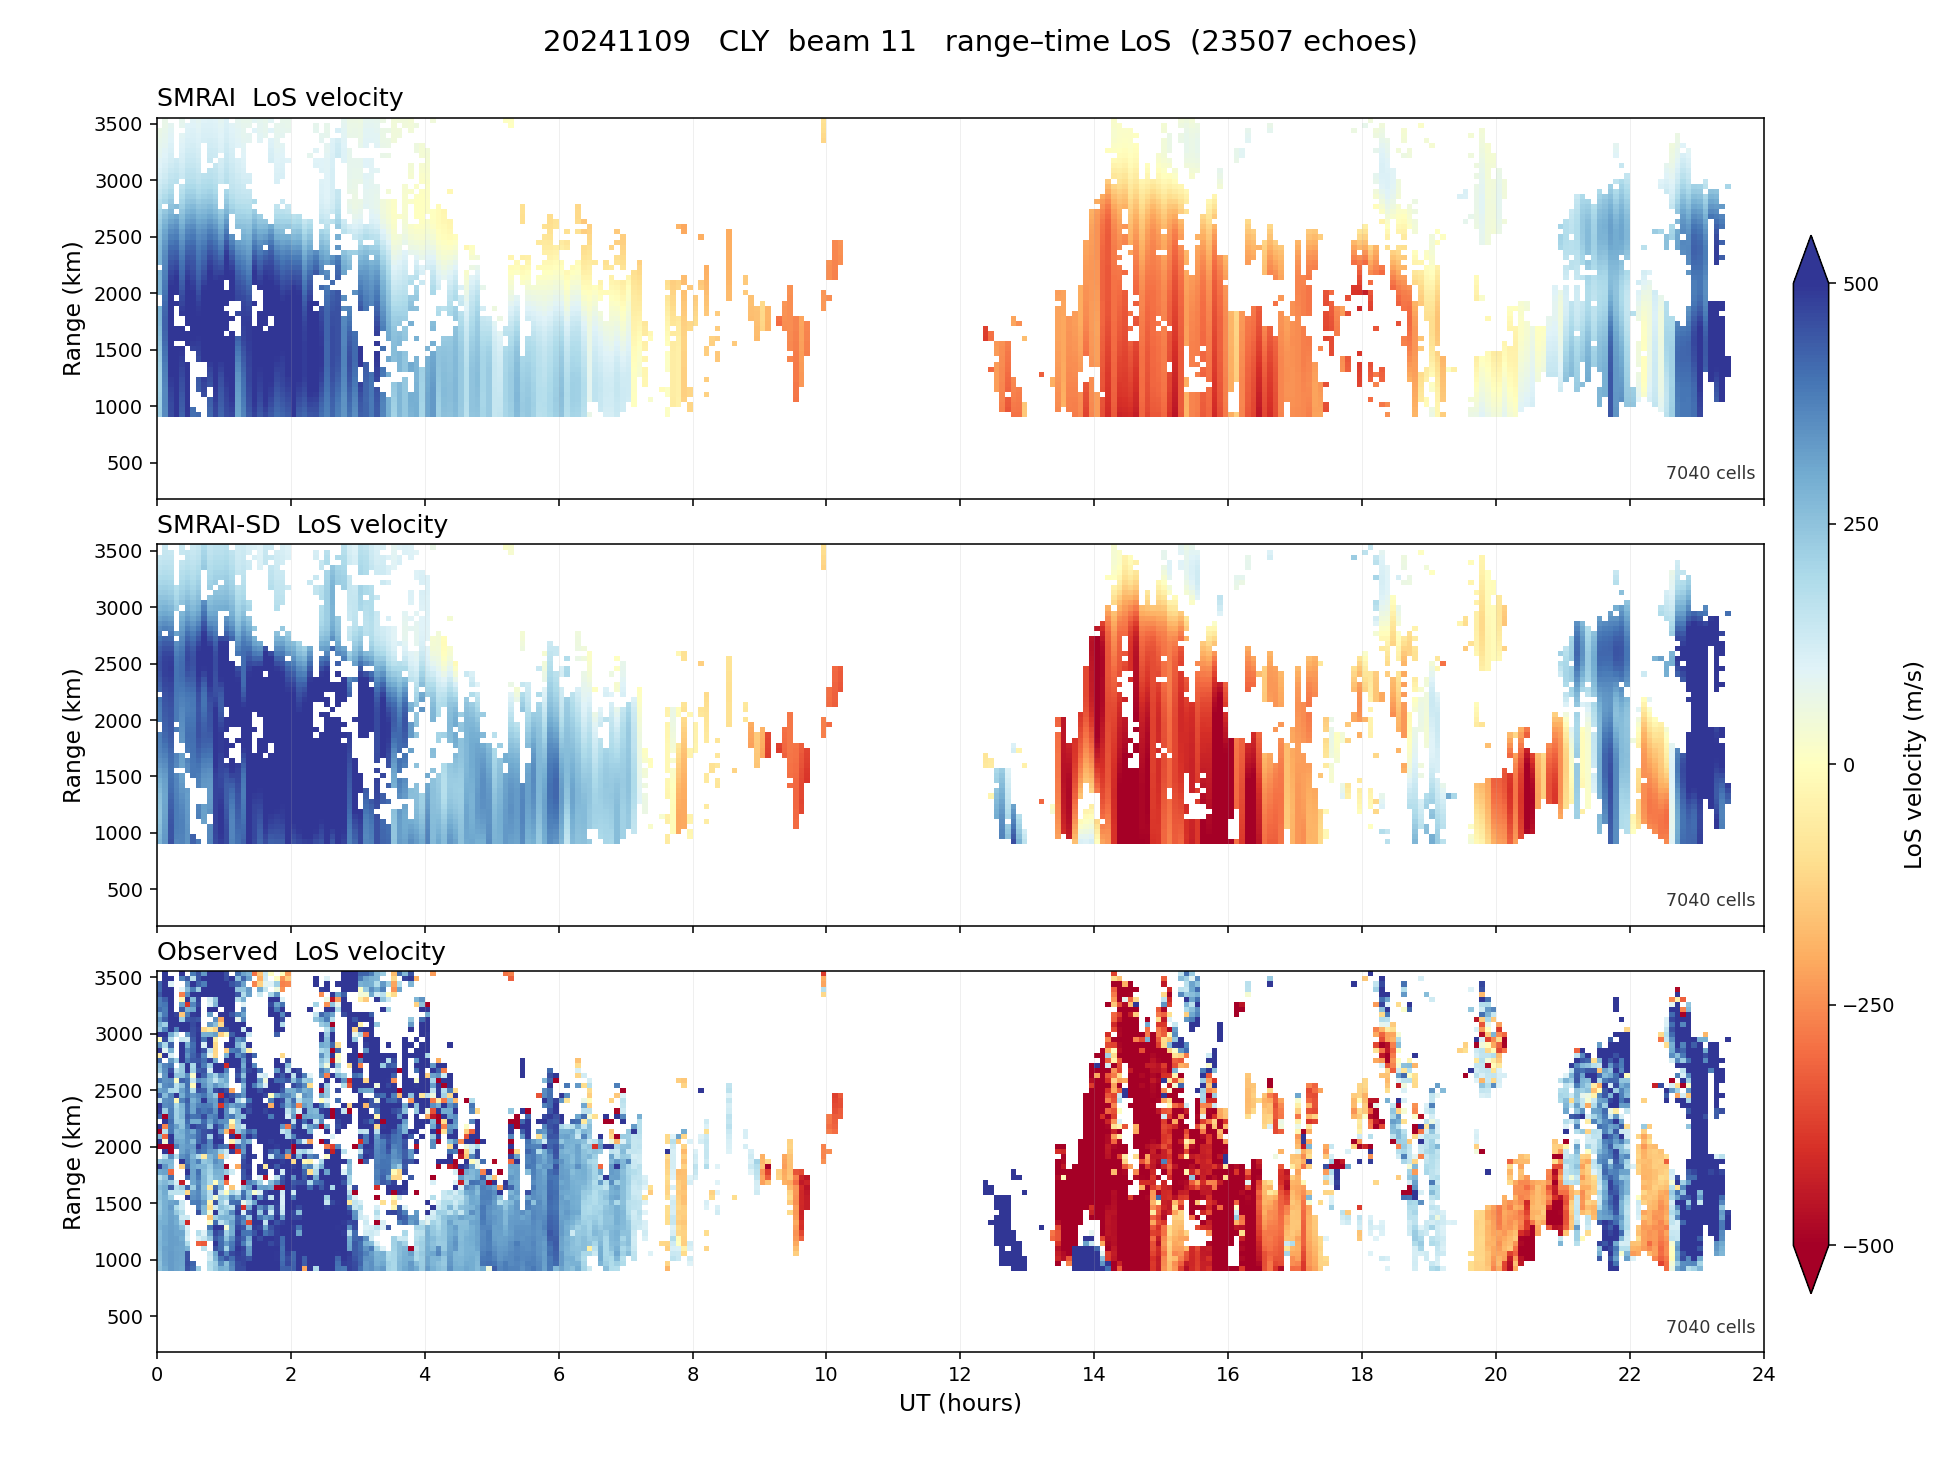 20241109   CLY  beam 11   range–time LoS  (23507 echoes)
SMRAI  LoS velocity
3500
3000
2500
2000
1500
1000
500
Range (km)
7040 cells
SMRAI-SD  LoS velocity
3500
3000
2500
2000
1500
1000
500
Range (km)
7040 cells
Observed  LoS velocity
3500
3000
2500
2000
1500
1000
500
Range (km)
7040 cells
0 2 4 6 8 10 12 14 16 18 20 22 24
UT (hours)
500
250
0
−250
−500
LoS velocity (m/s)